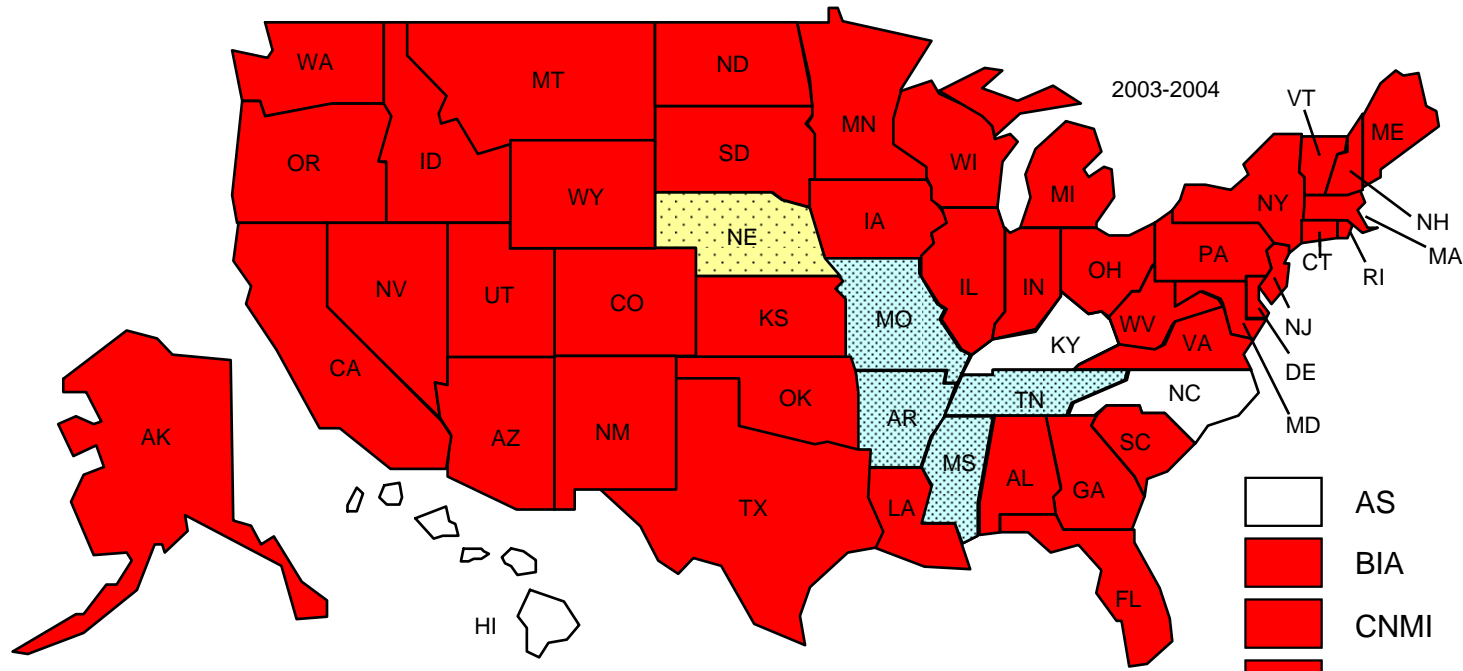 2003-2004
WA
MT
ND
MN
VT
ME
OR
ID
SD
WI
MI
WY
NY
NH
MA
RI
CT
NE
IA
PA
NV
UT
CO
KS
MO
IL
IN
OH
WV
VA
NJ
DE
MD
CA
KY
NC
TN
AK
AZ
NM
OK
AR
SC
MS
AL
GA
TX
LA
FL
HI
AS
BIA
CNMI